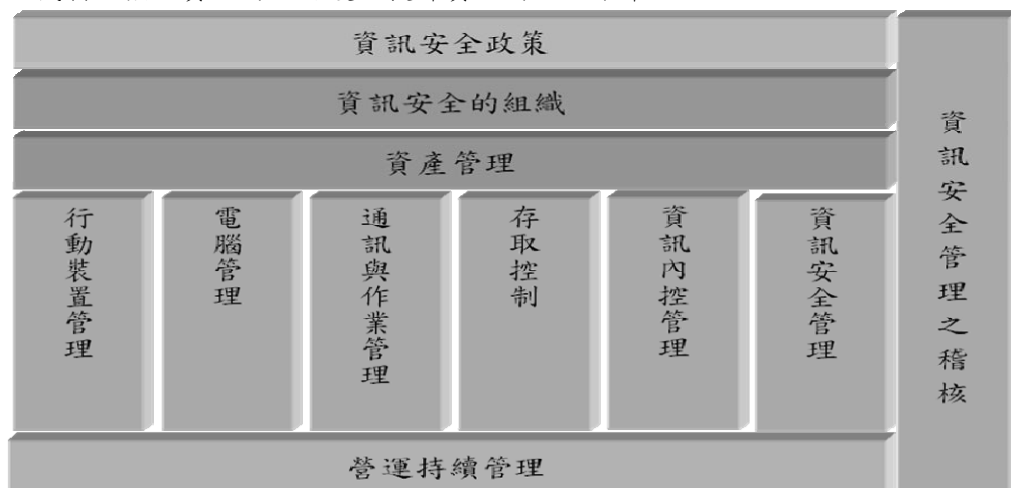 資訊安全政策
資訊安全的組織
資產管理
行動裝置管理
電腦管理
通訊與作業管理
存取控制
資訊內控管理
資訊安全管理
營運持續管理
資訊安全管理之稽核